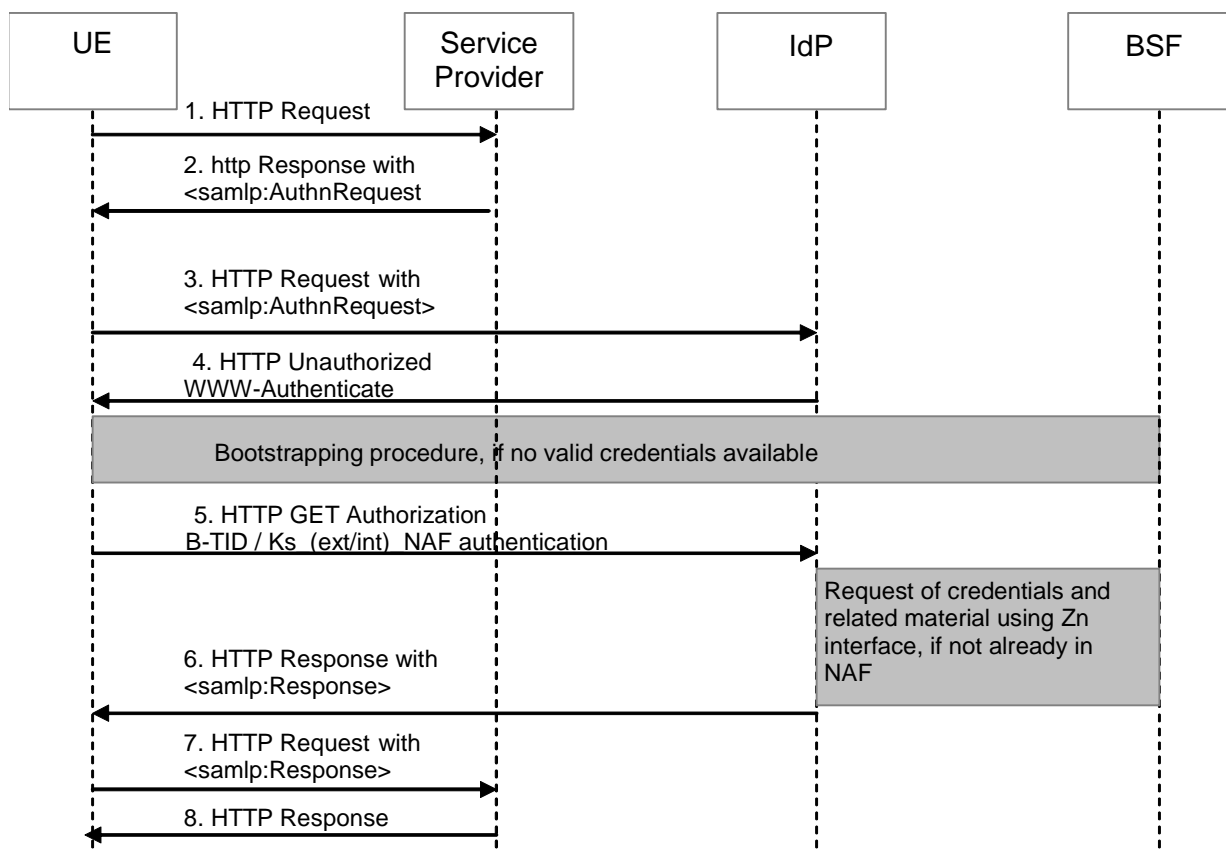 UE
Service
Provider
IdP
BSF
1. HTTP Request
2. http Response with
<samlp:AuthnRequest
3. HTTP Request with
<samlp:AuthnRequest>
4. HTTP Unauthorized
WWW-Authenticate
Bootstrapping procedure, if no valid credentials available
5. HTTP GET Authorization
B-TID / Ks_(ext/int)_NAF authentication
Request of credentials and
related material using Zn
interface, if not already in
NAF
6. HTTP Response with
<samlp:Response>
7. HTTP Request with
<samlp:Response>
8. HTTP Response